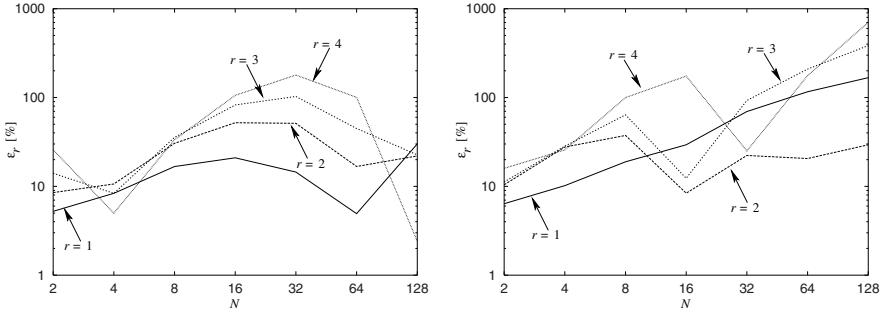 1000
r = 4
r = 3
100
ε_r [%]
r = 2
10
r = 1
1
2 4 8 16 32 64 128
N
1000
r = 3
r = 4
100
ε_r [%]
10
r = 2
r = 1
1
2 4 8 16 32 64 128
N